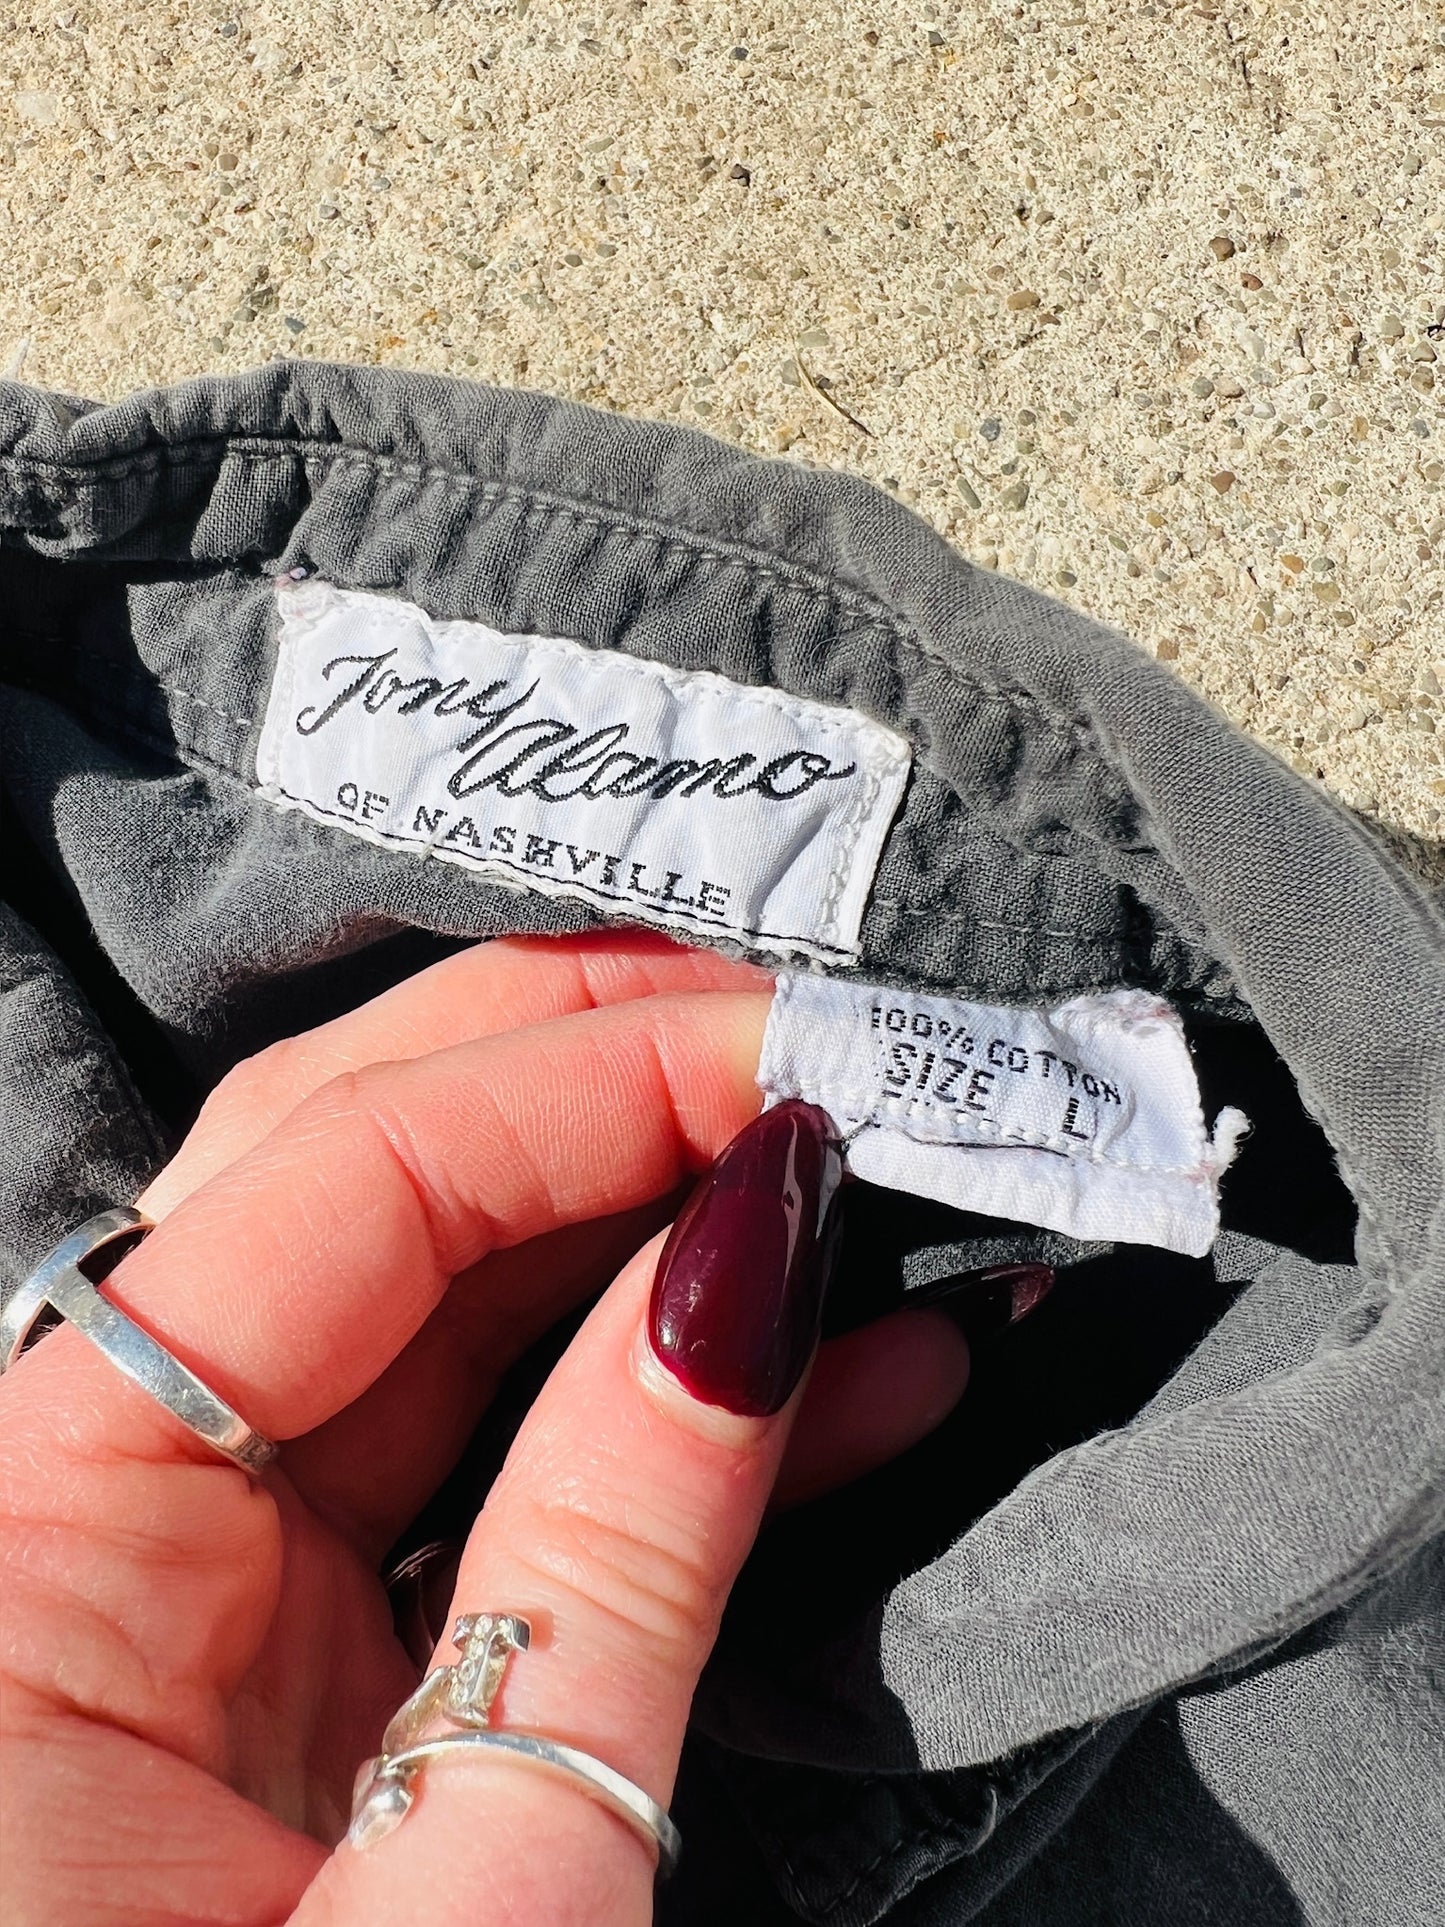 Tony Alamo
OF NASHVILLE
100% COTTON
SIZE L